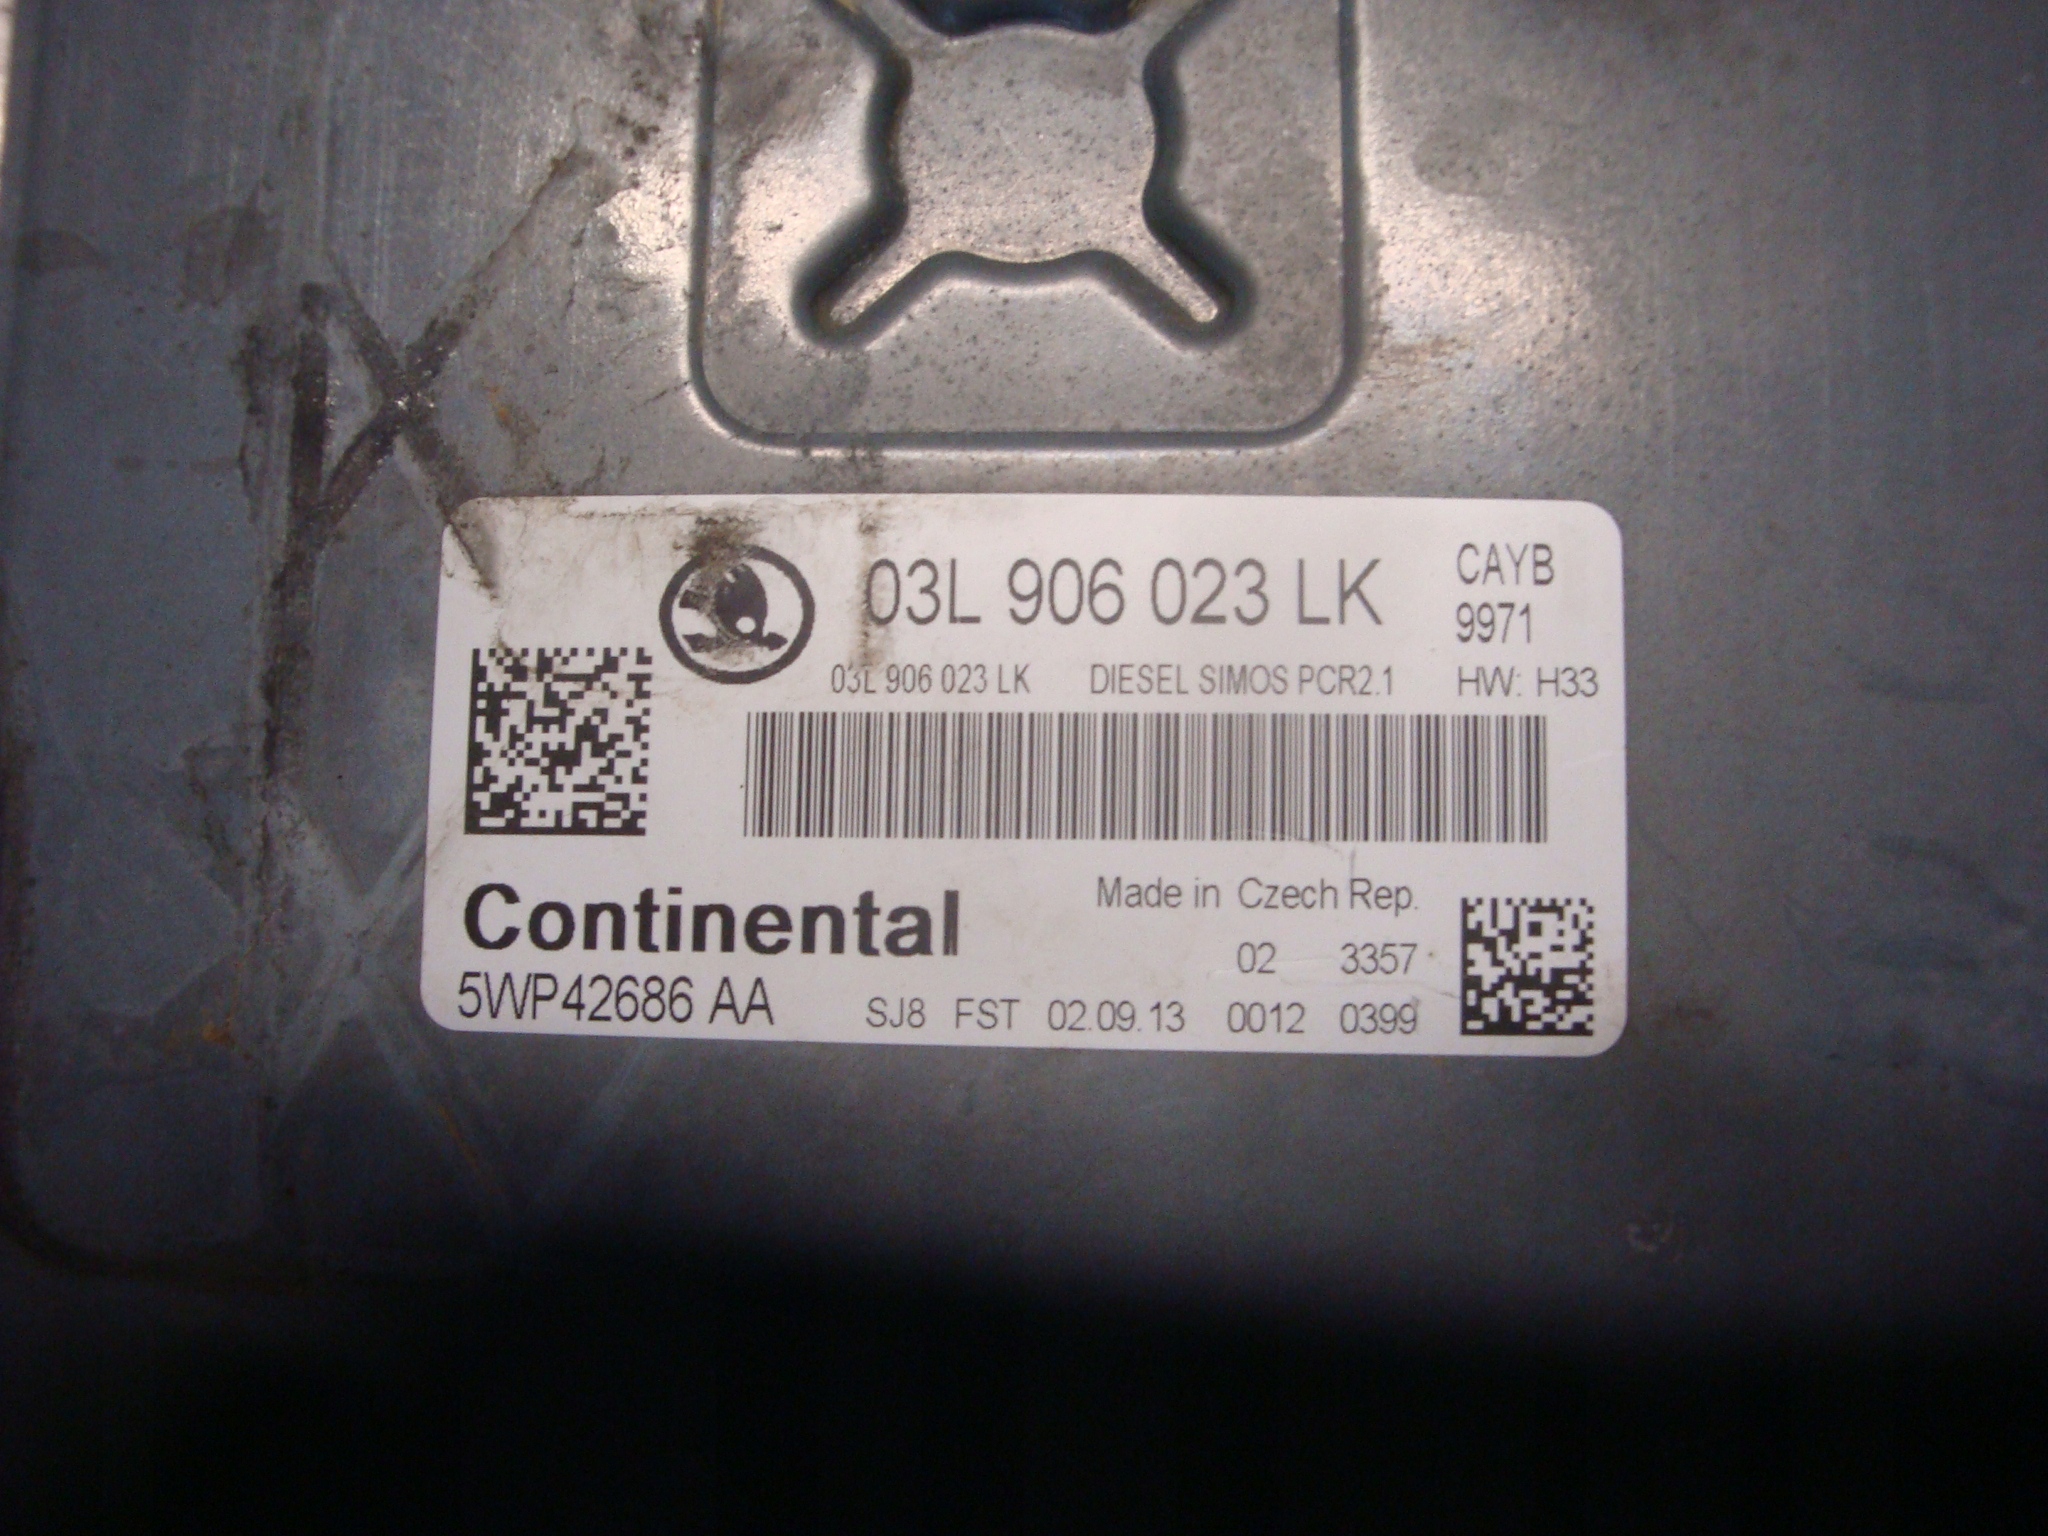 03L 906 023 LK
CAYB
9971
03L 906 023 LK DIESEL SIMOS PCR2.1 HW: H33
Continental
Made in Czech Rep.
02 3357
5WP42686 AA SJ8 FST 02.09.13 0012 0399